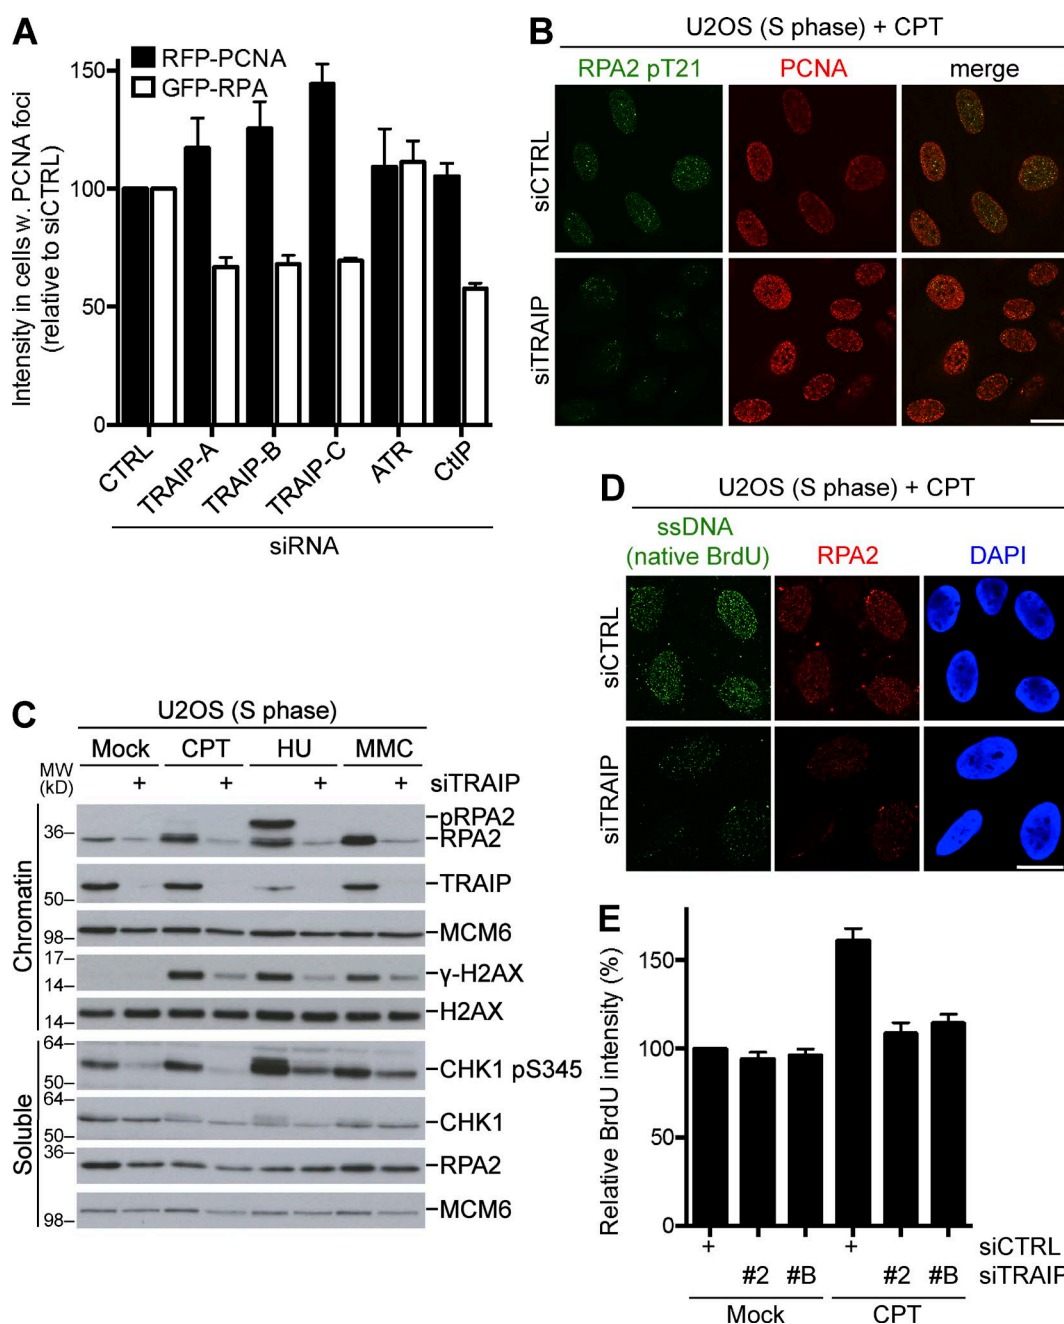 A
RFP-PCNA
GFP-RPA
Intensity in cells w. PCNA foci
(relative to siCTRL)
150
100
50
0
CTRL
TRAIP-A
TRAIP-B
TRAIP-C
ATR
CtIP
siRNA
B
U2OS (S phase) + CPT
RPA2 pT21
PCNA
merge
siCTRL
siTRAIP
C
U2OS (S phase)
Mock
CPT
HU
MMC
MW
(kD)
+
+
+
+
siTRAIP
Chromatin
36
pRPA2
RPA2
50
TRAIP
98
MCM6
17
14
γ-H2AX
14
H2AX
Soluble
64
50
CHK1 pS345
64
50
CHK1
36
RPA2
98
MCM6
D
U2OS (S phase) + CPT
ssDNA
(native BrdU)
RPA2
DAPI
siCTRL
siTRAIP
E
Relative BrdU intensity (%)
150
100
50
0
+
+
siCTRL
#2
#B
#2
#B
siTRAIP
Mock
CPT